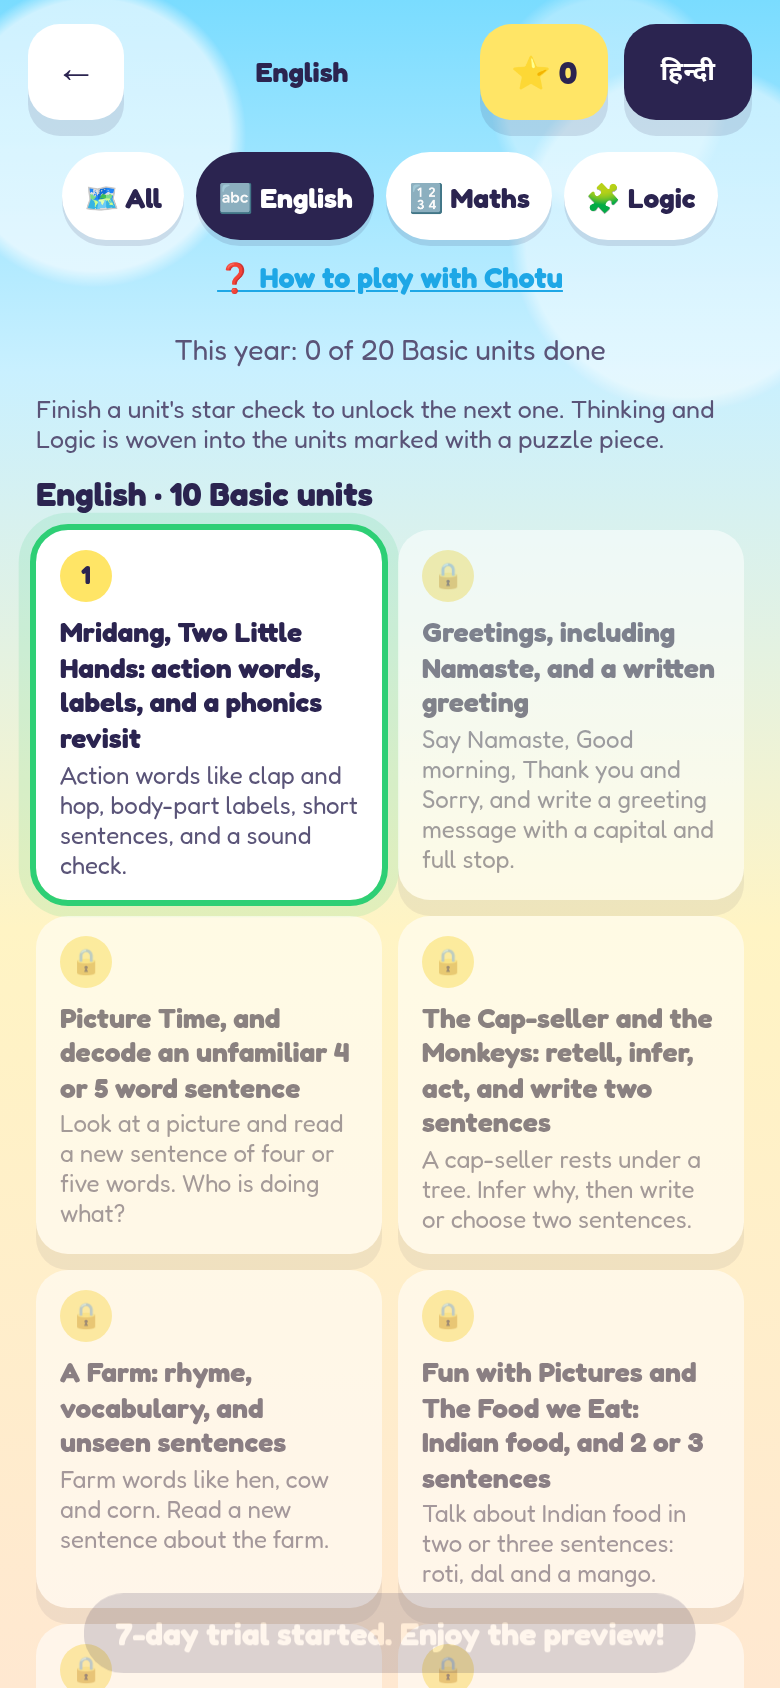 ←
English
⭐ 0
हिन्दी
🗺️ All
🔤 English
🔢 Maths
🧩 Logic
❓ How to play with Chotu
This year: 0 of 20 Basic units done
Finish a unit's star check to unlock the next one. Thinking and
Logic is woven into the units marked with a puzzle piece.
English · 10 Basic units
1
Mridang, Two Little
Hands: action words,
labels, and a phonics
revisit
Action words like clap and
hop, body-part labels, short
sentences, and a sound
check.
🔒
Greetings, including
Namaste, and a written
greeting
Say Namaste, Good
morning, Thank you and
Sorry, and write a greeting
message with a capital and
full stop.
🔒
Picture Time, and
decode an unfamiliar 4
or 5 word sentence
Look at a picture and read
a new sentence of four or
five words. Who is doing
what?
🔒
The Cap-seller and the
Monkeys: retell, infer,
act, and write two
sentences
A cap-seller rests under a
tree. Infer why, then write
or choose two sentences.
🔒
A Farm: rhyme,
vocabulary, and
unseen sentences
Farm words like hen, cow
and corn. Read a new
sentence about the farm.
🔒
Fun with Pictures and
The Food we Eat:
Indian food, and 2 or 3
sentences
Talk about Indian food in
two or three sentences:
roti, dal and a mango.
7-day trial started. Enjoy the preview!
🔒
🔒